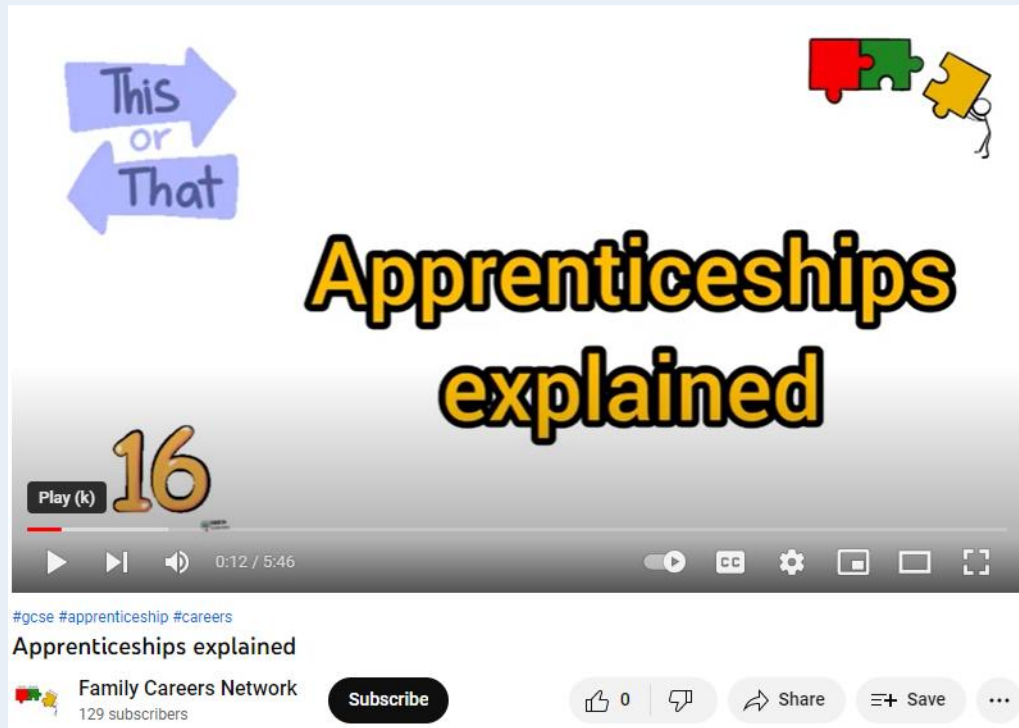 This
or
That
Apprenticeships
explained
16
Play (k)
0:12 / 5:46
CC
#gcse #apprenticeship #careers
Apprenticeships explained
Family Careers Network
129 subscribers
Subscribe
0
Share
Save